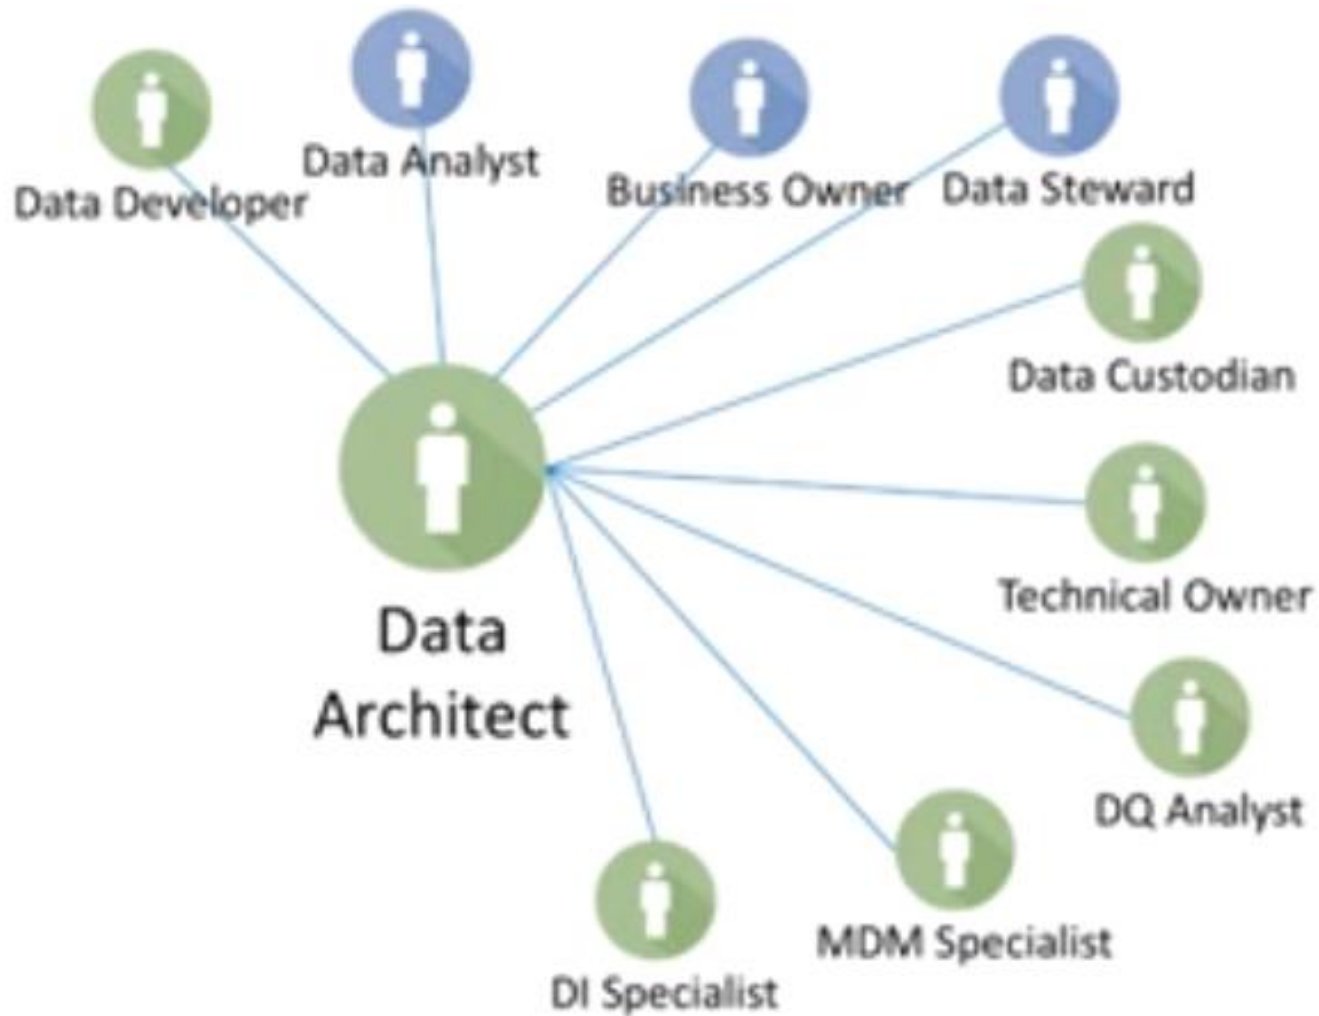 Data Analyst
Data Developer
Business Owner
Data Steward
Data Custodian
Technical Owner
Data
Architect
DQ Analyst
MDM Specialist
DI Specialist